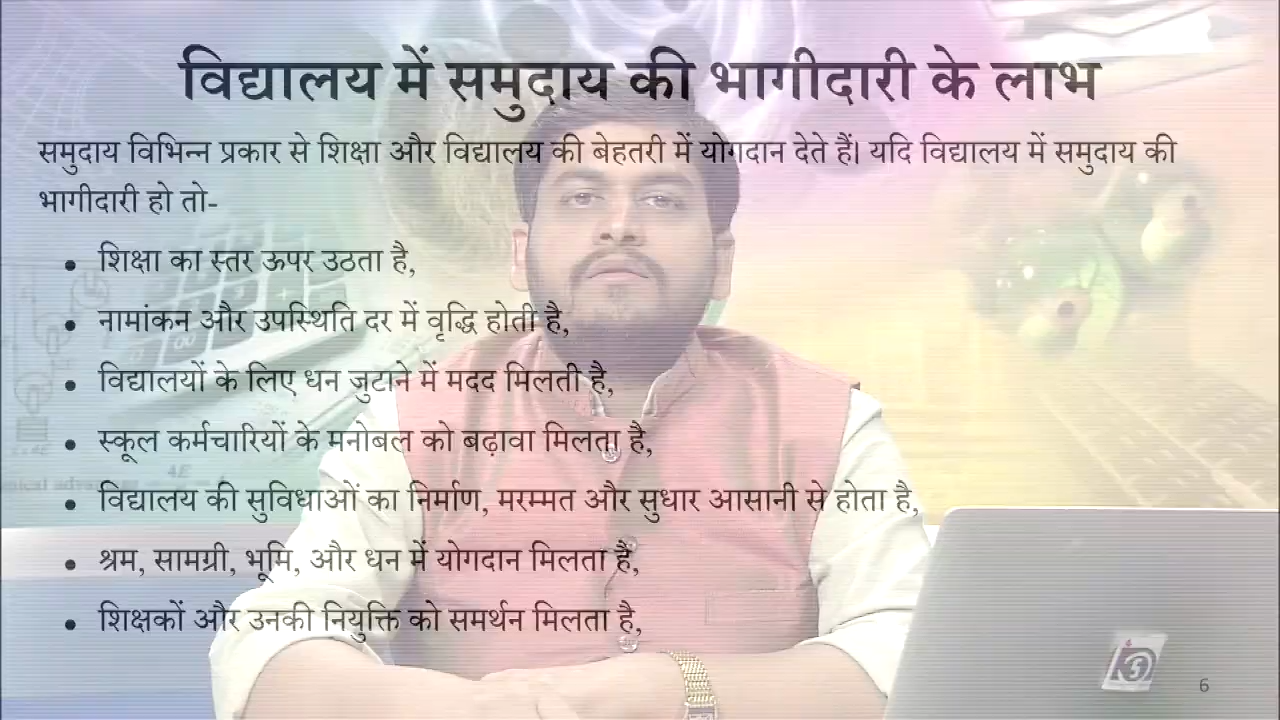 विद्यालय में समुदाय की भागीदारी के लाभ
समुदाय विभिन्न प्रकार से शिक्षा और विद्यालय की बेहतरी में योगदान देते हैं। यदि विद्यालय में समुदाय की
भागीदारी हो तो-
• शिक्षा का स्तर ऊपर उठता है,
• नामांकन और उपस्थिति दर में वृद्धि होती है,
• विद्यालयों के लिए धन जुटाने में मदद मिलती है,
• स्कूल कर्मचारियों के मनोबल को बढ़ावा मिलता है,
• विद्यालय की सुविधाओं का निर्माण, मरम्मत और सुधार आसानी से होता है,
• श्रम, सामग्री, भूमि, और धन में योगदान मिलता है,
• शिक्षकों और उनकी नियुक्ति को समर्थन मिलता है,
6